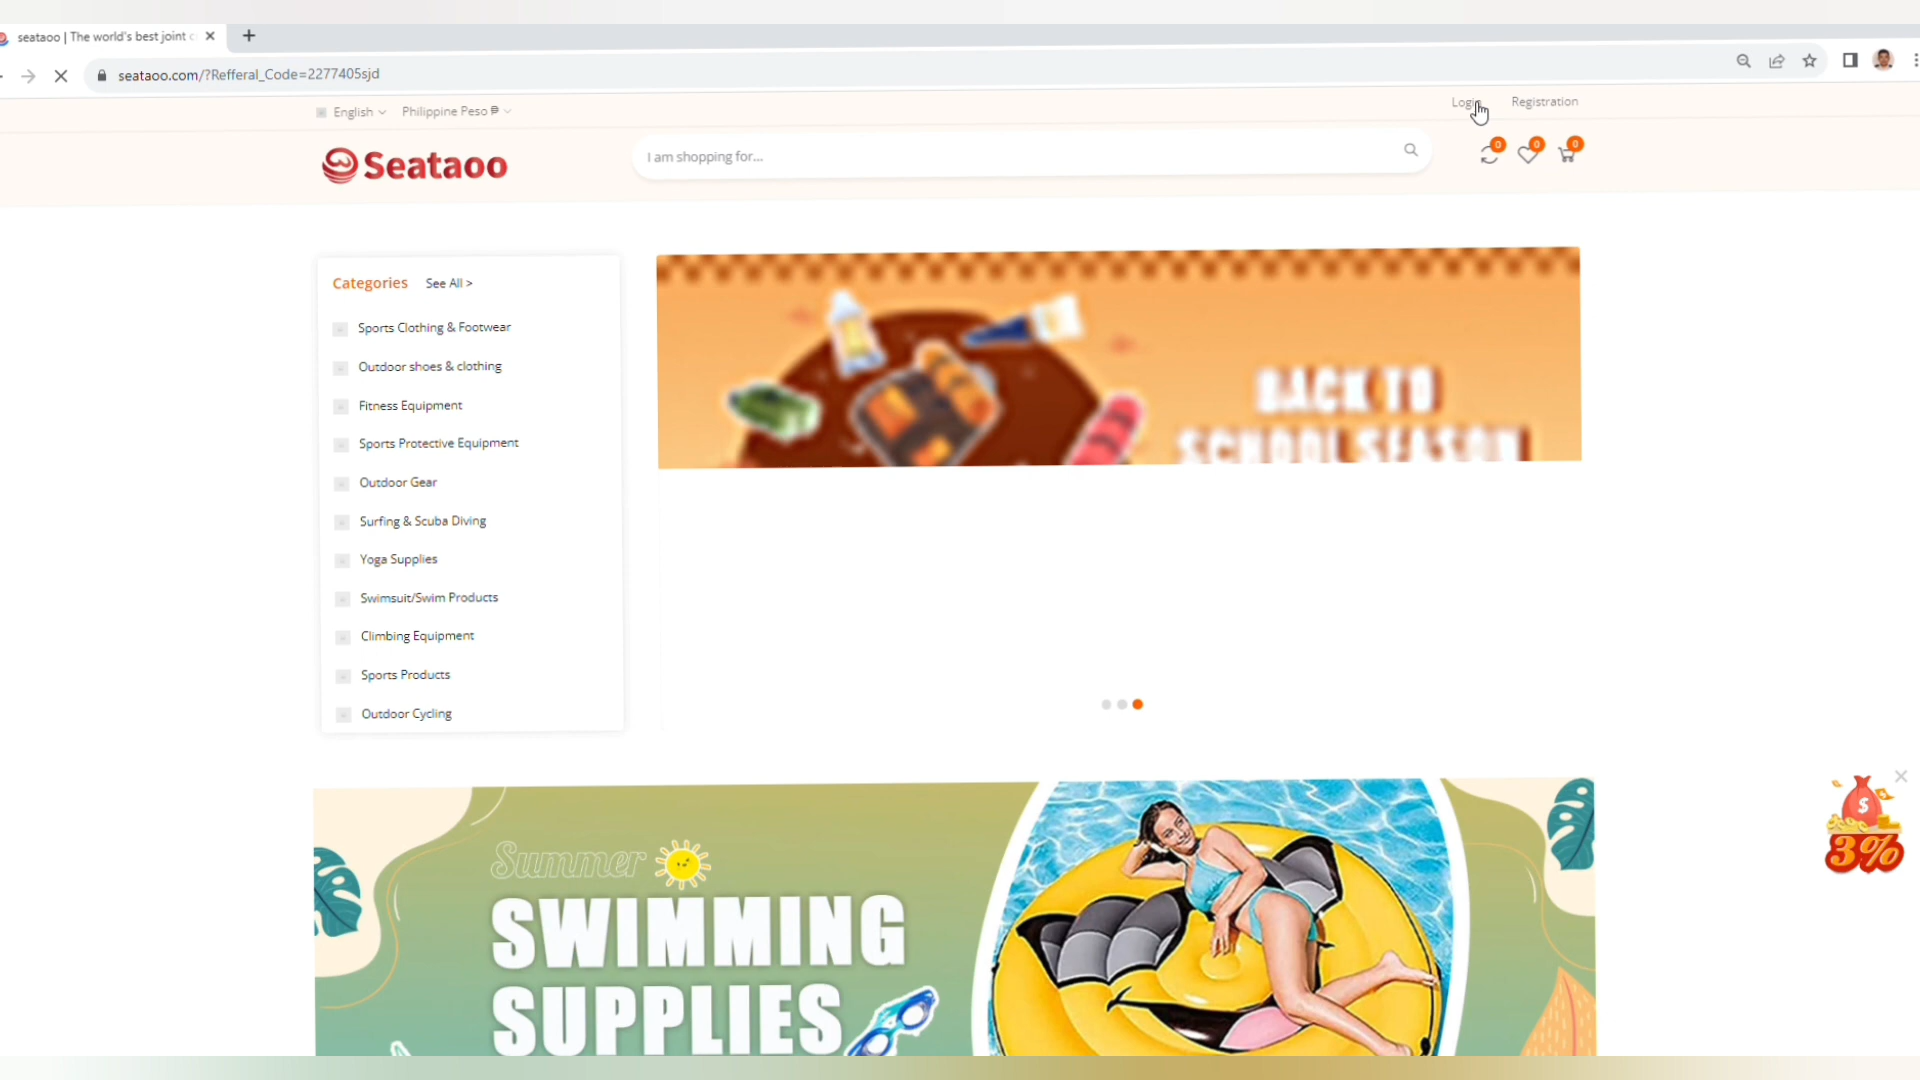 seataoo | The world's best joint c
seataoo.com/?Refferal_Code=2277405sjd
English
Philippine Peso ₱
Login
Registration
Seataoo
I am shopping for...
0
0
0
Categories
See All >
Sports Clothing & Footwear
Outdoor shoes & clothing
Fitness Equipment
Sports Protective Equipment
Outdoor Gear
Surfing & Scuba Diving
Yoga Supplies
Swimsuit/Swim Products
Climbing Equipment
Sports Products
Outdoor Cycling
BACK TO
SCHOOL SEASON
Summer
SWIMMING
SUPPLIES
$
3%